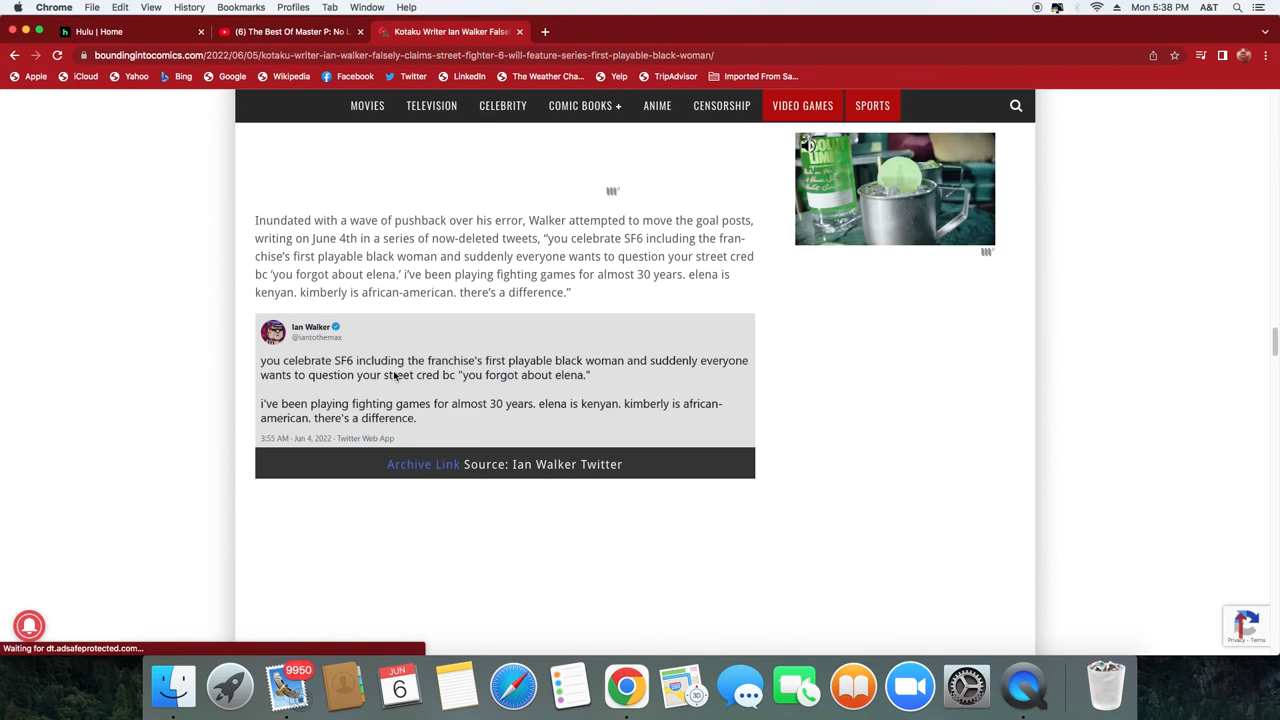 Chrome File Edit View History Bookmarks Profiles Tab Window Help Mon 5:38 PM A&T
Hulu | Home
(6) The Best Of Master P: No L
Kotaku Writer Ian Walker Falsel
boundingintocomics.com/2022/06/05/kotaku-writer-ian-walker-falsely-claims-street-fighter-6-will-feature-series-first-playable-black-woman/
Apple iCloud Yahoo Bing Google Wikipedia Facebook Twitter LinkedIn The Weather Cha... Yelp TripAdvisor Imported From Sa...
MOVIES TELEVISION CELEBRITY COMIC BOOKS + ANIME CENSORSHIP VIDEO GAMES SPORTS
Inundated with a wave of pushback over his error, Walker attempted to move the goal posts,
writing on June 4th in a series of now-deleted tweets, “you celebrate SF6 including the fran-
chise’s first playable black woman and suddenly everyone wants to question your street cred
bc ‘you forgot about elena.’ i’ve been playing fighting games for almost 30 years. elena is
kenyan. kimberly is african-american. there’s a difference.”
Ian Walker
@iantothemax
you celebrate SF6 including the franchise's first playable black woman and suddenly everyone
wants to question your street cred bc "you forgot about elena."
i've been playing fighting games for almost 30 years. elena is kenyan. kimberly is african-
american. there's a difference.
3:55 AM · Jun 4, 2022 · Twitter Web App
Archive Link Source: Ian Walker Twitter
Privacy - Terms
Waiting for dt.adsafeprotected.com...
9950
JUN
6
3D